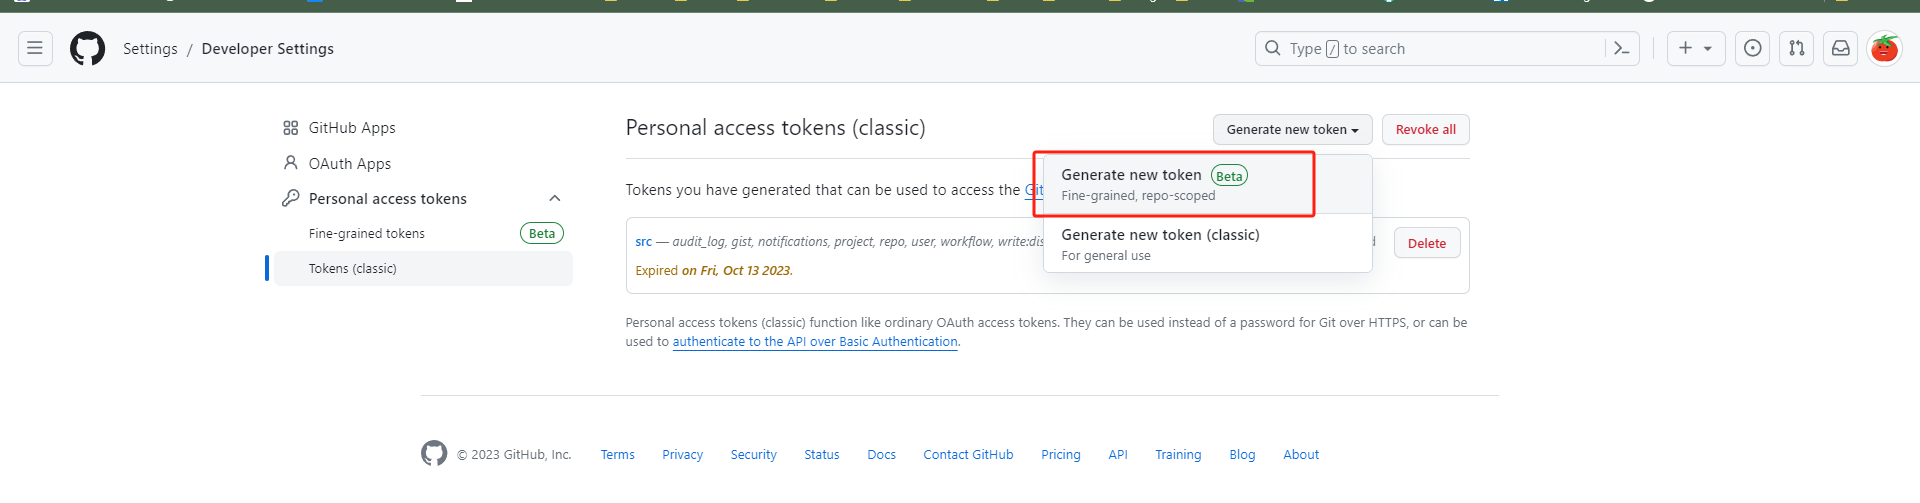 Settings / Developer Settings
Type / to search
GitHub Apps
OAuth Apps
Personal access tokens
Fine-grained tokens Beta
Tokens (classic)
Personal access tokens (classic)
Generate new token
Revoke all
Generate new token Beta
Fine-grained, repo-scoped
Generate new token (classic)
For general use
Tokens you have generated that can be used to access the Git
src — audit_log, gist, notifications, project, repo, user, workflow, write:dis
Delete
Expired on Fri, Oct 13 2023.
Personal access tokens (classic) function like ordinary OAuth access tokens. They can be used instead of a password for Git over HTTPS, or can be
used to authenticate to the API over Basic Authentication.
© 2023 GitHub, Inc. Terms Privacy Security Status Docs Contact GitHub Pricing API Training Blog About